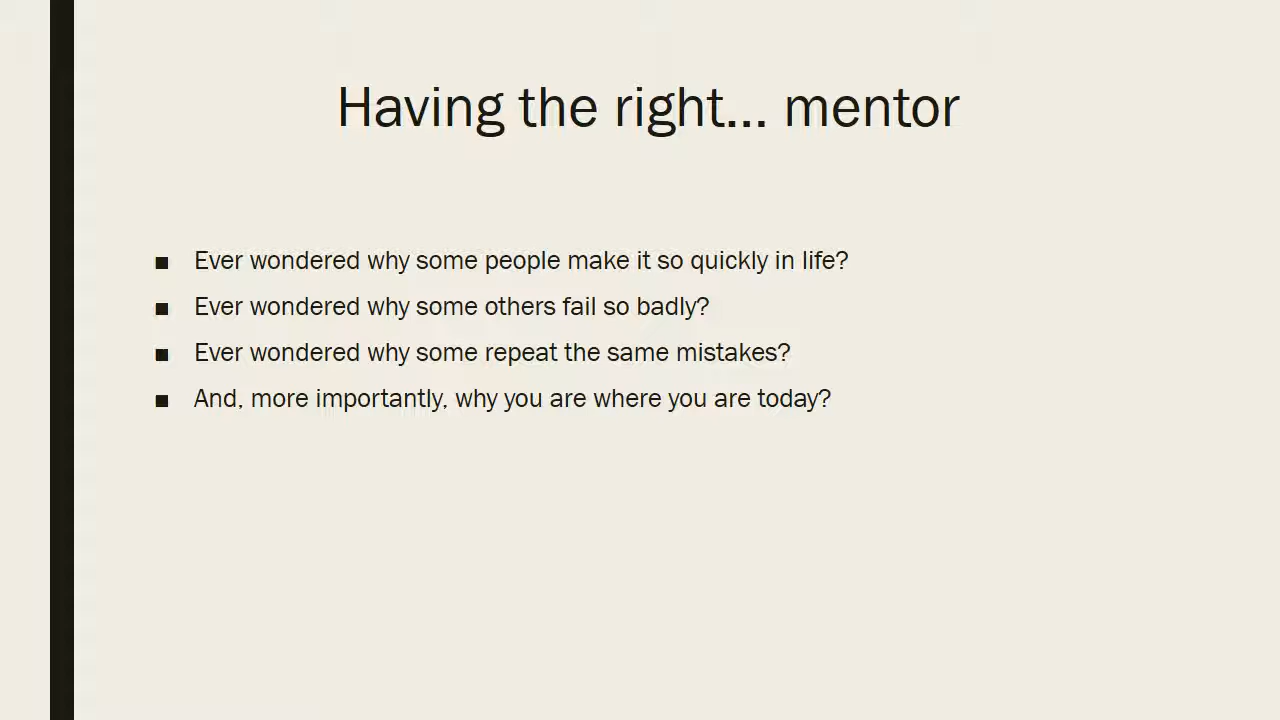 Having the right... mentor
■ Ever wondered why some people make it so quickly in life?
■ Ever wondered why some others fail so badly?
■ Ever wondered why some repeat the same mistakes?
■ And, more importantly, why you are where you are today?